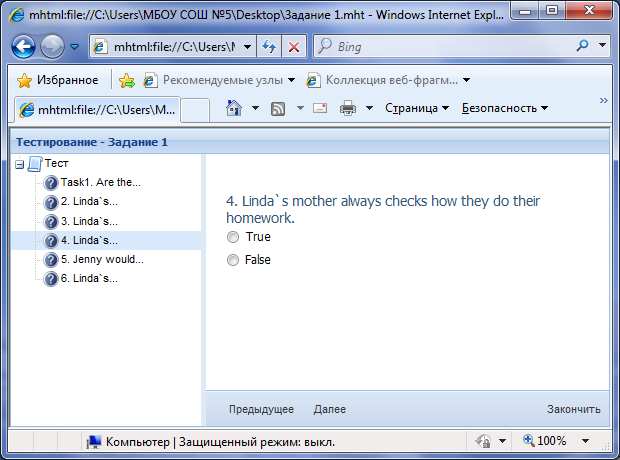 mhtml:file://C:\Users\МБОУ СОШ №5\Desktop\Задание 1.mht - Windows Internet Expl...
mhtml:file://C:\Users\М
Bing
Избранное
Рекомендуемые узлы
Коллекция веб-фрагм...
mhtml:file://C:\Users\М...
Страница
Безопасность
»
Тестирование - Задание 1
Тест
Task1. Are the...
2. Linda`s...
3. Linda`s...
4. Linda`s...
5. Jenny would...
6. Linda`s...
4. Linda`s mother always checks how they do their
homework.
True
False
Предыдущее
Далее
Закончить
Компьютер | Защищенный режим: выкл.
100%